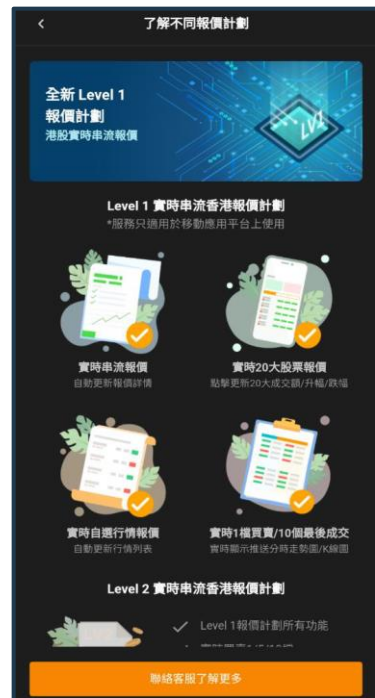 了解不同報價計劃
全新 Level 1
報價計劃
港股實時串流報價
LV1
Level 1 實時串流香港報價計劃
*服務只適用於移動應用平台上使用
實時串流報價
自動更新報價詳情
實時20大股票報價
點擊更新20大成交額/升幅/跌幅
實時自選行情報價
自動更新行情列表
實時1檔買賣/10個最後成交
實時顯示推送分時走勢圖/K線圖
Level 2 實時串流香港報價計劃
Level 1報價計劃所有功能
聯絡客服了解更多